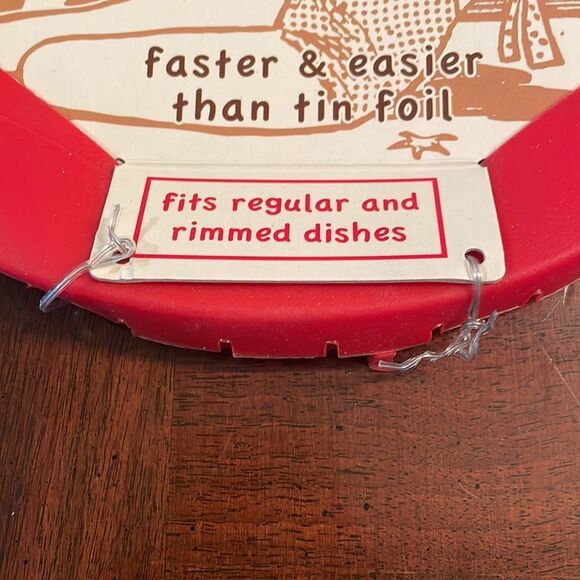 faster & easier
than tin foil
fits regular and
rimmed dishes